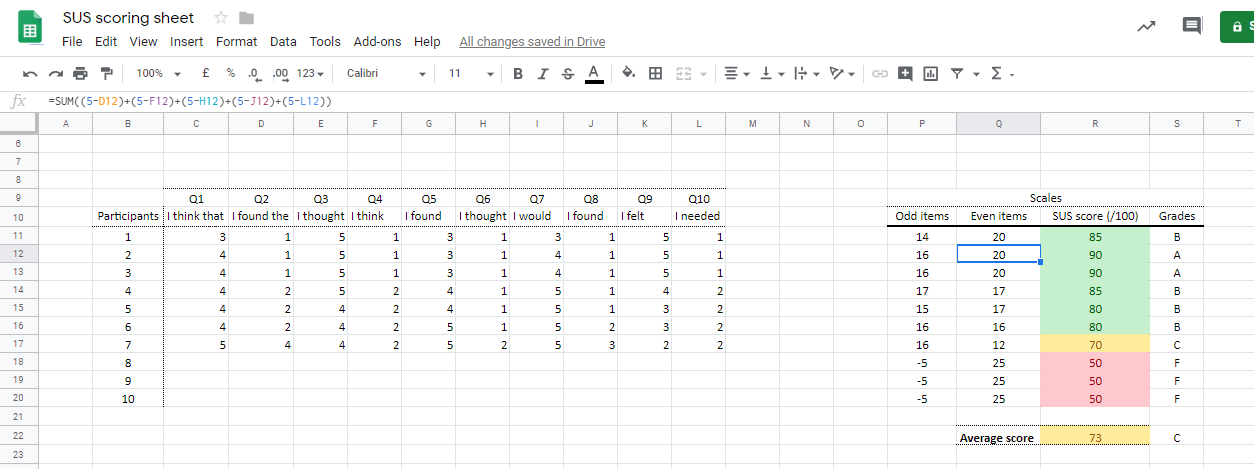 SUS scoring sheet
File Edit View Insert Format Data Tools Add-ons Help All changes saved in Drive
100% £ % .0 .00 123 Calibri 11 B I S A Σ
fx =SUM((5-D12)+(5-F12)+(5-H12)+(5-J12)+(5-L12))
A B C D E F G H I J K L M N O P Q R S T
6
7
8
9 Q1 Q2 Q3 Q4 Q5 Q6 Q7 Q8 Q9 Q10 Scales
10 Participants I think that I found the I thought I think I found I thought I would I found I felt I needed Odd items Even items SUS score (/100) Grades
11 1 3 1 5 1 3 1 3 1 5 1 14 20 85 B
12 2 4 1 5 1 3 1 4 1 5 1 16 20 90 A
13 3 4 1 5 1 3 1 4 1 5 1 16 20 90 A
14 4 4 2 5 2 4 1 5 1 4 2 17 17 85 B
15 5 4 2 4 2 4 1 5 1 3 2 15 17 80 B
16 6 4 2 4 2 5 1 5 2 3 2 16 16 80 B
17 7 5 4 4 2 5 2 5 3 2 2 16 12 70 C
18 8 -5 25 50 F
19 9 -5 25 50 F
20 10 -5 25 50 F
21
22 Average score 73 C
23